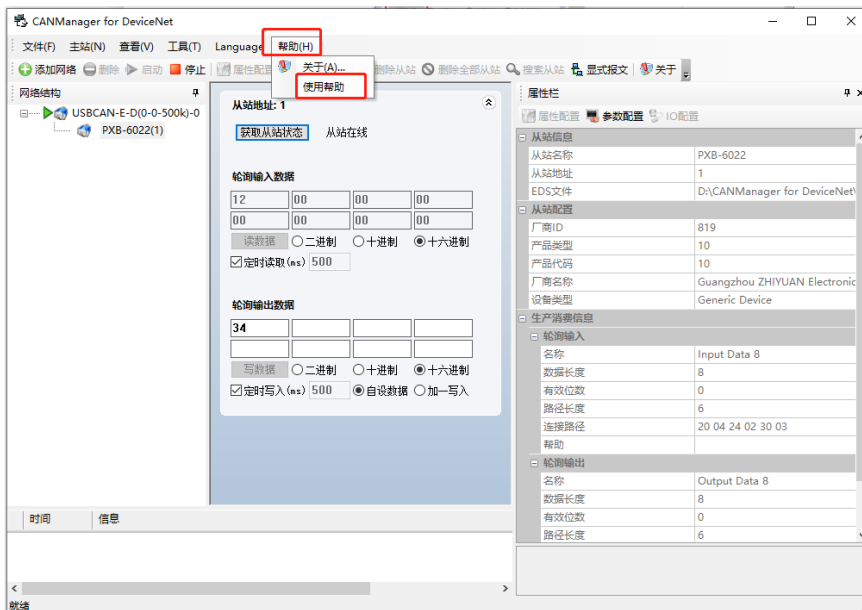 CANManager for DeviceNet
文件(F) 主站(N) 查看(V) 工具(T) Language 帮助(H)
关于(A)...
使用帮助
添加网络 删除 启动 停止 属性配置 删除从站 删除全部从站 搜索从站 显式报文 关于
网络结构
USBCAN-E-D(0-0-500k)-0
PXB-6022(1)
从站地址: 1
获取从站状态 从站在线
轮询输入数据
12 00 00 00
00 00 00 00
读数据 二进制 十进制 十六进制
定时读取(ms) 500
轮询输出数据
34
写数据 二进制 十进制 十六进制
定时写入(ms) 500 自设数据 加一写入
属性栏
属性配置 参数配置 IO配置
从站信息
从站名称 PXB-6022
从站地址 1
EDS文件 D:\CANManager for DeviceNet\
从站配置
厂商ID 819
产品类型 10
产品代码 10
厂商名称 Guangzhou ZHIYUAN Electronic
设备类型 Generic Device
生产消费信息
轮询输入
名称 Input Data 8
数据长度 8
有效位数 0
路径长度 6
连接路径 20 04 24 02 30 03
帮助
轮询输出
名称 Output Data 8
数据长度 8
有效位数 0
路径长度 6
时间 信息
就绪